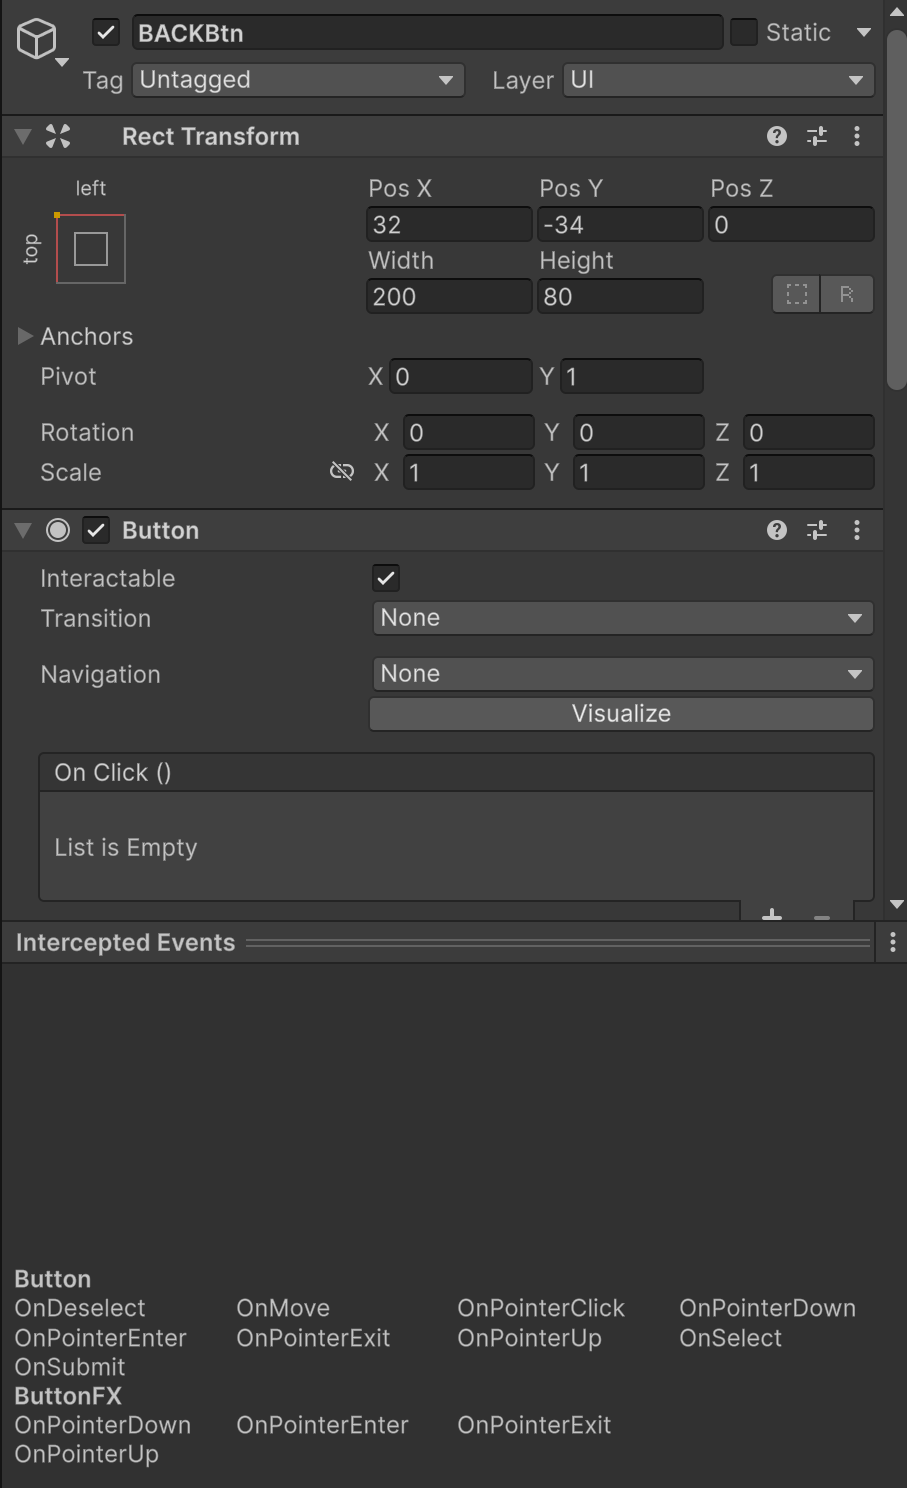 BACKBtn Static
Tag Untagged Layer UI
Rect Transform
left
top
Pos X Pos Y Pos Z
32 -34 0
Width Height
200 80 R
Anchors
Pivot X 0 Y 1
Rotation X 0 Y 0 Z 0
Scale X 1 Y 1 Z 1
Button
Interactable
Transition None
Navigation None
Visualize
On Click ()
List is Empty
Intercepted Events
Button
OnDeselect OnMove OnPointerClick OnPointerDown
OnPointerEnter OnPointerExit OnPointerUp OnSelect
OnSubmit
ButtonFX
OnPointerDown OnPointerEnter OnPointerExit
OnPointerUp